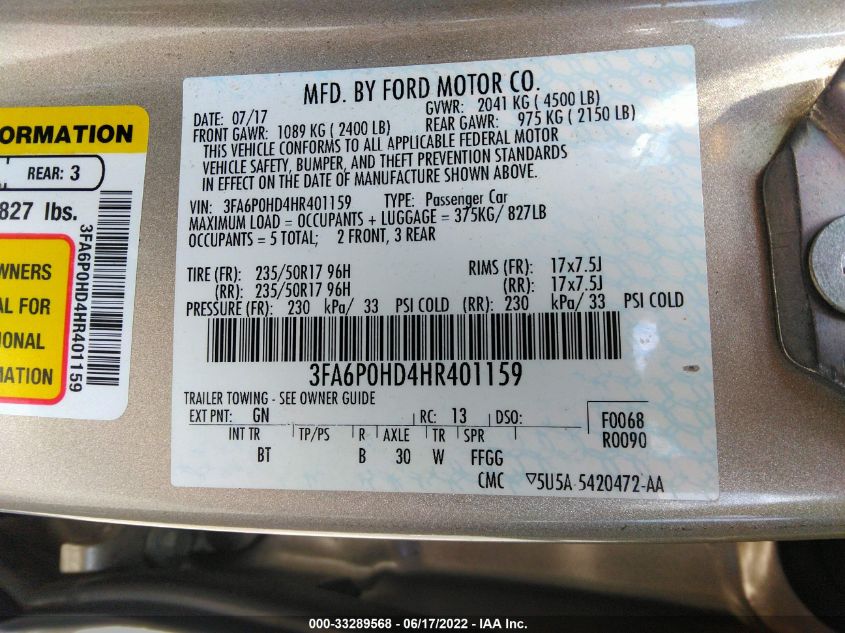 MFD. BY FORD MOTOR CO.
DATE: 07/17
GVWR: 2041 KG ( 4500 LB)
FRONT GAWR: 1089 KG ( 2400 LB)
REAR GAWR: 975 KG ( 2150 LB)
THIS VEHICLE CONFORMS TO ALL APPLICABLE FEDERAL MOTOR
VEHICLE SAFETY, BUMPER, AND THEFT PREVENTION STANDARDS
IN EFFECT ON THE DATE OF MANUFACTURE SHOWN ABOVE.
VIN: 3FA6P0HD4HR401159 TYPE: Passenger Car
MAXIMUM LOAD = OCCUPANTS + LUGGAGE = 375KG/ 827LB
OCCUPANTS = 5 TOTAL; 2 FRONT, 3 REAR
TIRE (FR): 235/50R17 96H RIMS (FR): 17x7.5J
(RR): 235/50R17 96H (RR): 17x7.5J
PRESSURE (FR): 230 kPa/ 33 PSI COLD (RR): 230 kPa/ 33 PSI COLD
3FA6P0HD4HR401159
TRAILER TOWING - SEE OWNER GUIDE
EXT PNT: GN RC: 13 DSO:
F0068
R0090
INT TR TP/PS R AXLE TR SPR
BT B 30 W FFGG
CMC ▽5U5A 5420472-AA
ORMATION
REAR: 3
827 lbs.
3FA6P0HD4HR401159
WNERS
AL FOR
IONAL
MATION
000-33289568 - 06/17/2022 - IAA Inc.